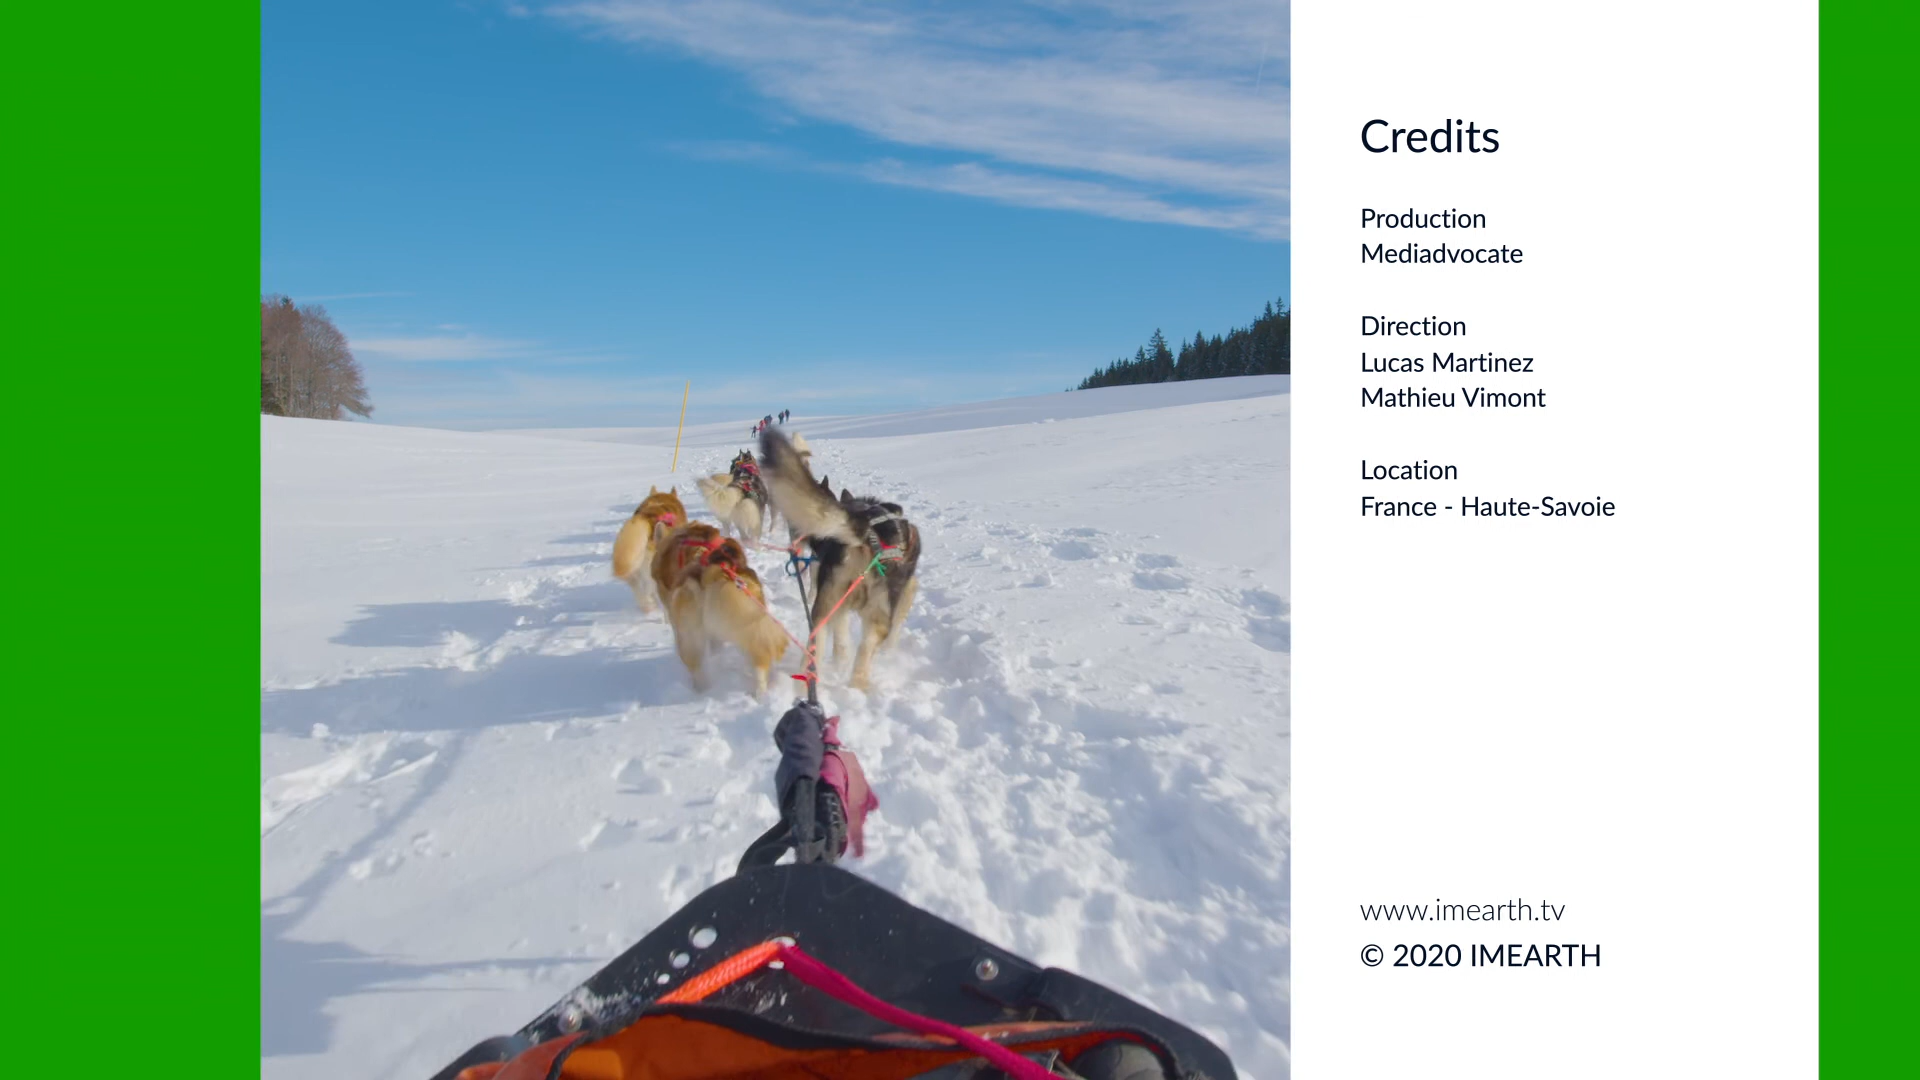 Credits
Production
Mediadvocate
Direction
Lucas Martinez
Mathieu Vimont
Location
France - Haute-Savoie
www.imearth.tv
© 2020 IMEARTH